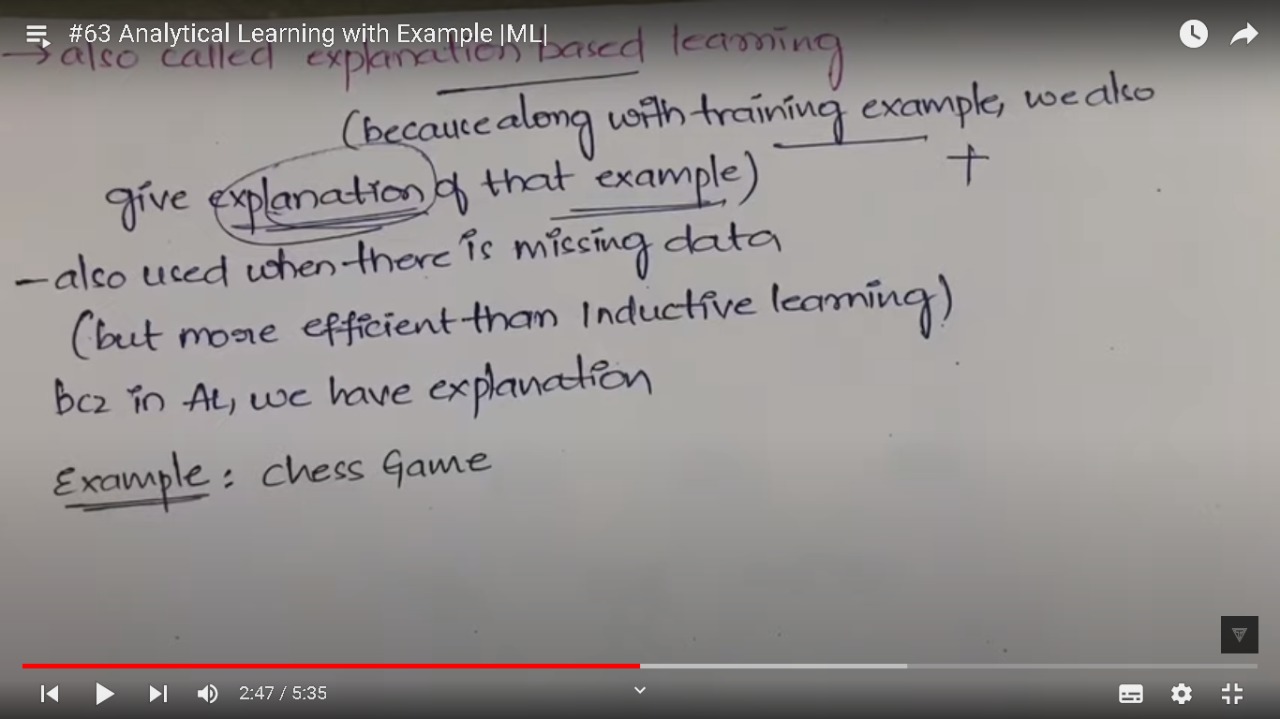 #63 Analytical Learning with Example |ML|
→ also called explanation based learning
(because along with training example, we also
+
give explanation of that example)
- also used when there is missing data
(but more efficient than Inductive learning)
bcz in AL, we have explanation
Example : Chess Game
2:47 / 5:35